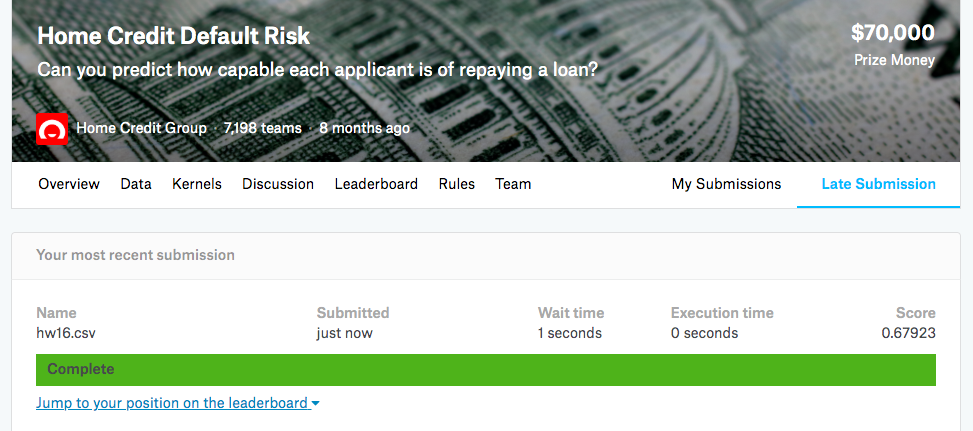 Home Credit Default Risk
$70,000
Can you predict how capable each applicant is of repaying a loan?
Prize Money
Home Credit Group · 7,198 teams · 8 months ago
Overview Data Kernels Discussion Leaderboard Rules Team My Submissions Late Submission
Your most recent submission
Name Submitted Wait time Execution time Score
hw16.csv just now 1 seconds 0 seconds 0.67923
Complete
Jump to your position on the leaderboard